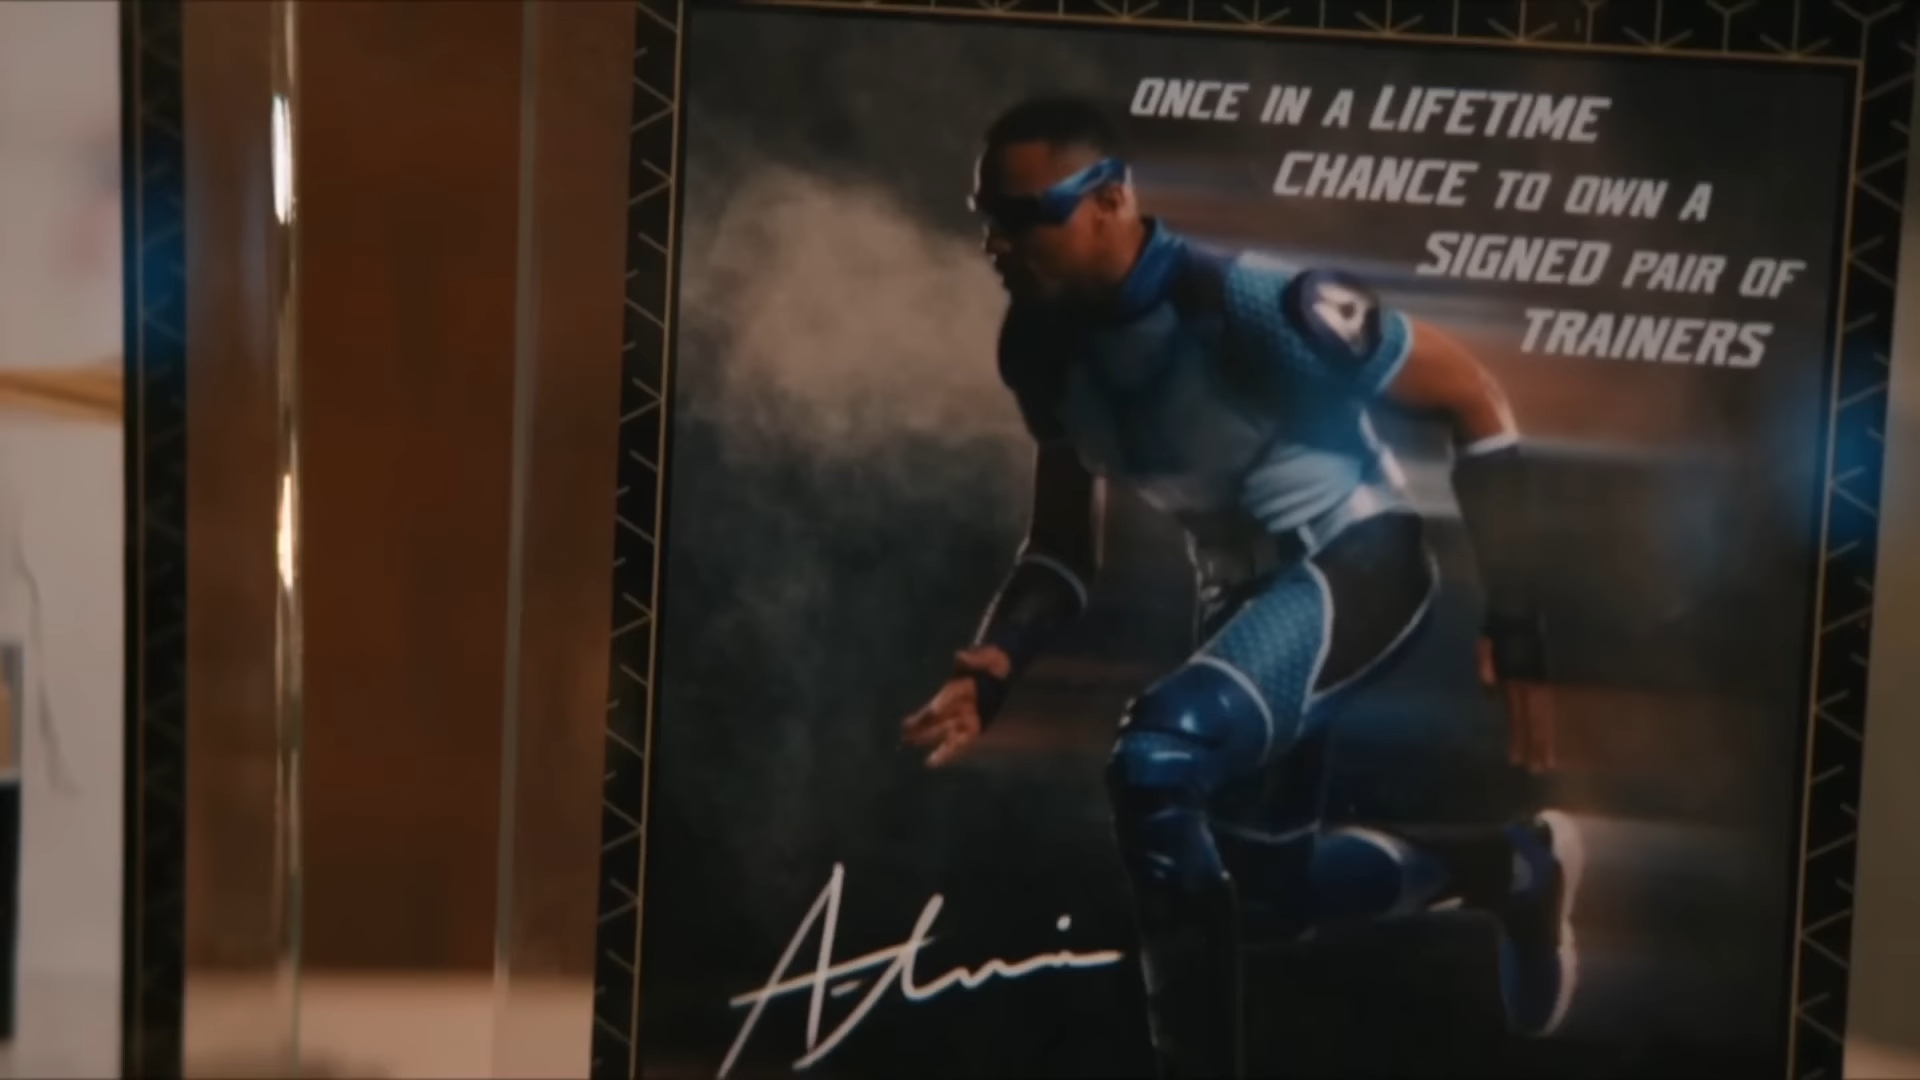 ONCE IN A LIFETIME
CHANCE TO OWN A
SIGNED PAIR OF
TRAINERS